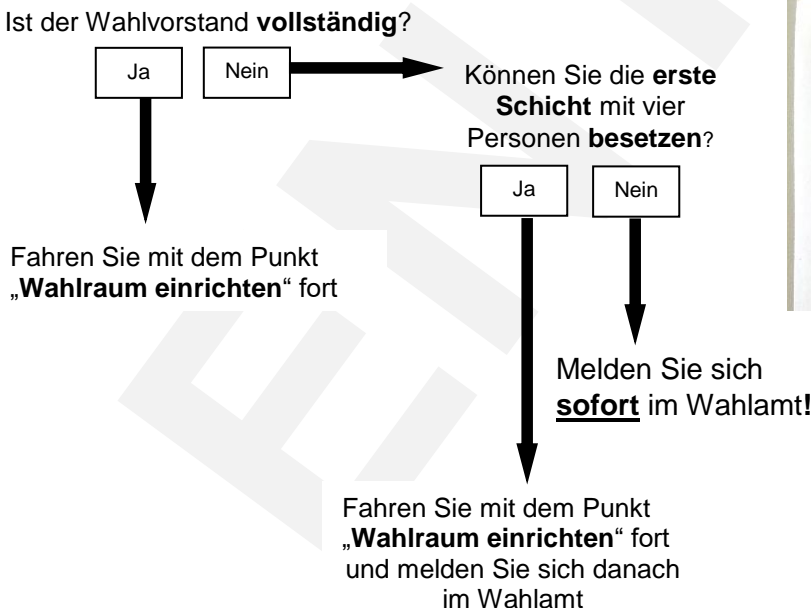 Ist der Wahlvorstand vollständig?
Ja
Nein
Können Sie die erste
Schicht mit vier
Personen besetzen?
Ja
Nein
Fahren Sie mit dem Punkt
„Wahlraum einrichten“ fort
Melden Sie sich
sofort im Wahlamt!
Fahren Sie mit dem Punkt
„Wahlraum einrichten“ fort
und melden Sie sich danach
im Wahlamt